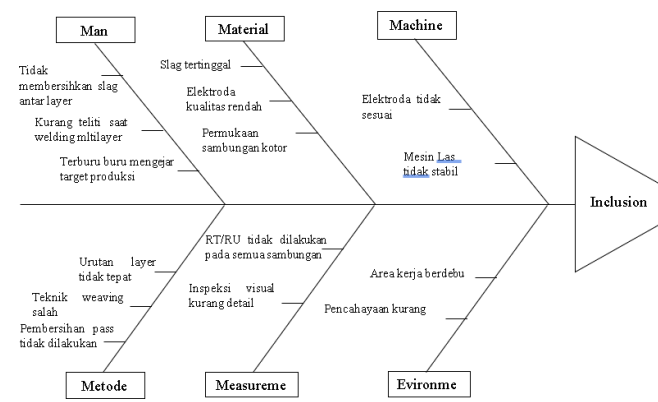 Man
Material
Machine
Tidak
membersihkan slag
antar layer
Kurang teliti saat
welding mltilayer
Terburu buru mengejar
target produksi
Slag tertinggal
Elektroda
kualitas rendah
Permukaan
sambungan kotor
Elektroda tidak
sesuai
Mesin Las
tidak stabil
Inclusion
Urutan layer
tidak tepat
Teknik weaving
salah
Pembersihan pass
tidak dilakukan
RT/RU tidak dilakukan
pada semua sambungan
Inspeksi visual
kurang detail
Area kerja berdebu
Pencahayaan kurang
Metode
Measureme
Evironme